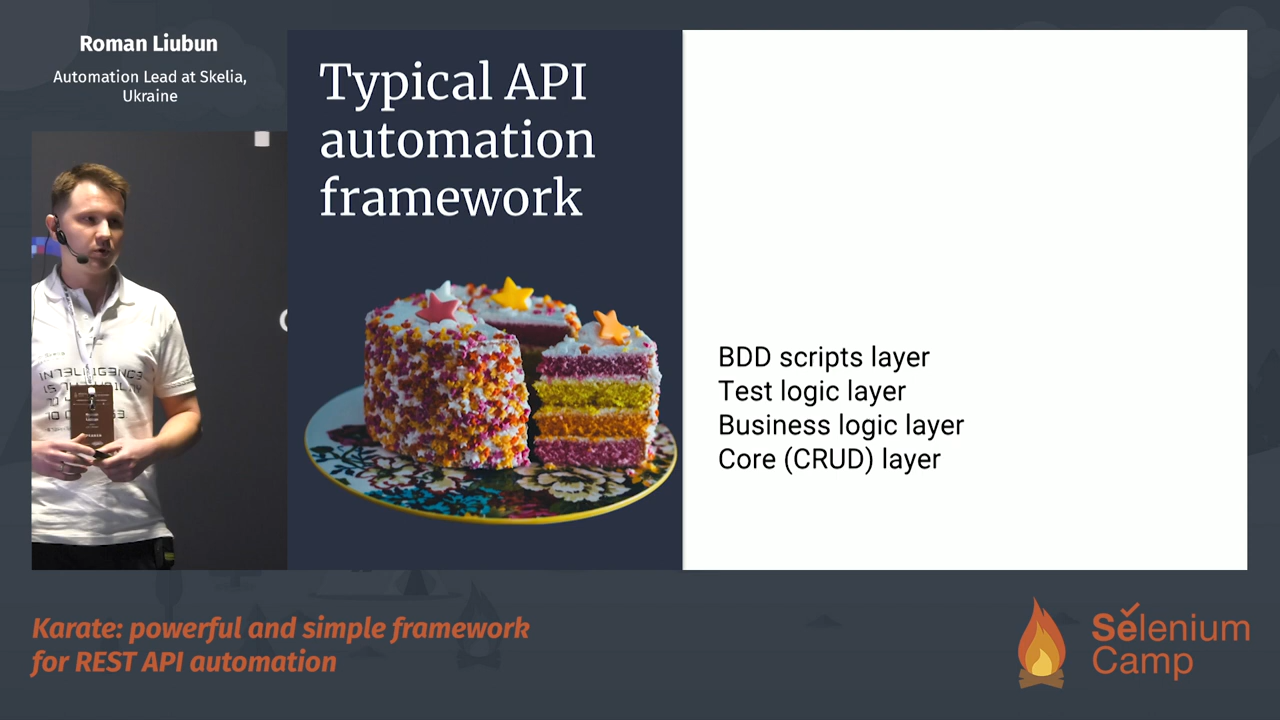 Roman Liubun
Automation Lead at Skelia,
Ukraine
Typical API
automation
framework
BDD scripts layer
Test logic layer
Business logic layer
Core (CRUD) layer
Karate: powerful and simple framework
for REST API automation
Selenium
Camp